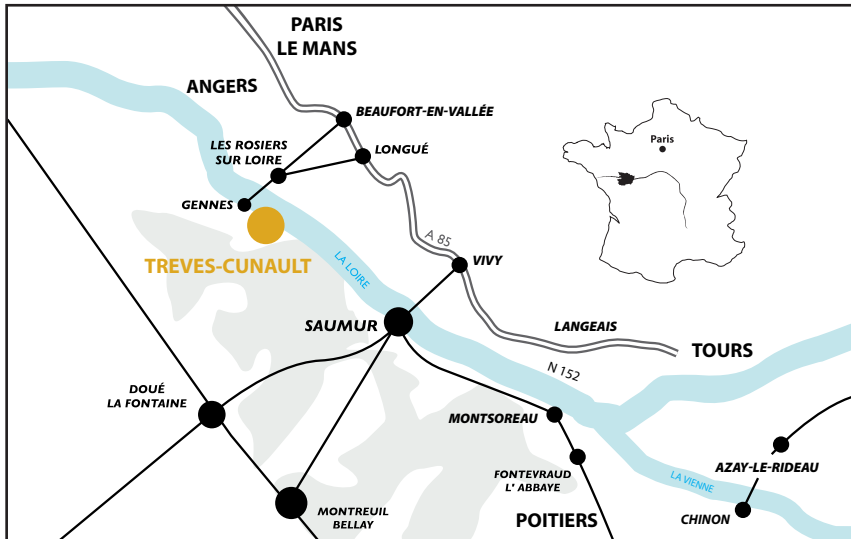 PARIS
LE MANS
ANGERS
BEAUFORT-EN-VALLÉE
LES ROSIERS
SUR LOIRE
LONGUÉ
Paris
GENNES
A 85
TREVES-CUNAULT
LA LOIRE
VIVY
SAUMUR
LANGEAIS
TOURS
N 152
DOUÉ
LA FONTAINE
MONTSOREAU
AZAY-LE-RIDEAU
FONTEVRAUD
L' ABBAYE
LA VIENNE
MONTREUIL
BELLAY
POITIERS
CHINON